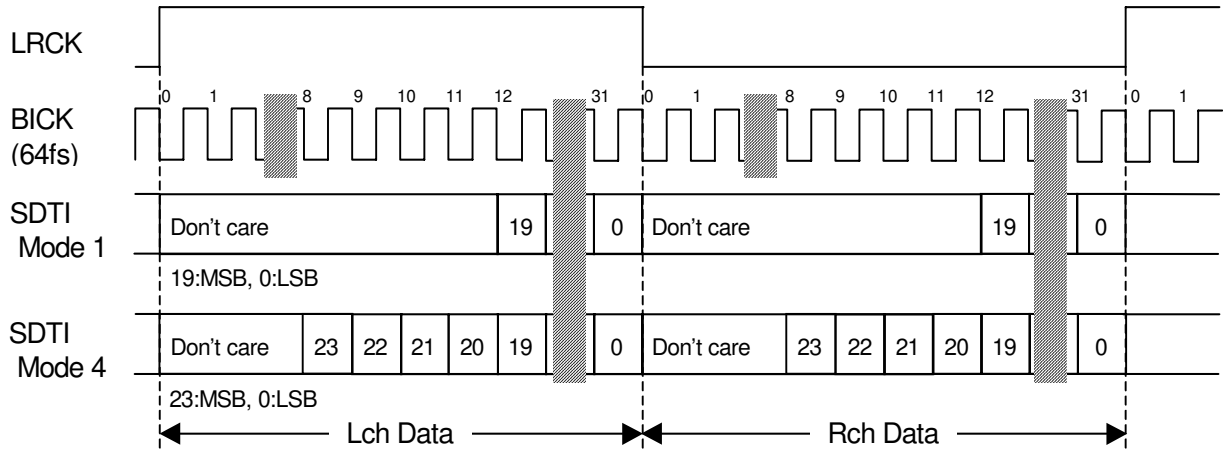 LRCK
0 1 8 9 10 11 12 31 0 1 8 9 10 11 12 31 0 1
BICK
(64fs)
SDTI
Mode 1
Don't care 19 0 Don't care 19 0
19:MSB, 0:LSB
SDTI
Mode 4
Don't care 23 22 21 20 19 0 Don't care 23 22 21 20 19 0
23:MSB, 0:LSB
Lch Data Rch Data